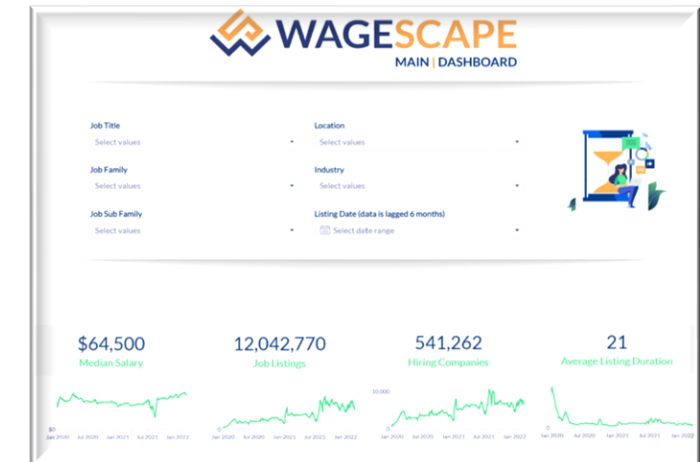 WAGESCAPE
MAIN | DASHBOARD
Job Title
Location
Select values
Select values
Job Family
Industry
Select values
Select values
Job Sub Family
Listing Date (data is lagged 6 months)
Select values
Select date range
$64,500
12,042,770
541,262
21
Median Salary
Job Listings
Hiring Companies
Average Listing Duration
10,000
$0
0
0
0
Jan 2020 Jul 2020 Jan 2021 Jul 2021 Jan 2022
Jan 2020 Jul 2020 Jan 2021 Jul 2021 Jan 2022
Jan 2020 Jul 2020 Jan 2021 Jul 2021 Jan 2022
Jan 2020 Jul 2020 Jan 2021 Jul 2021 Jan 2022